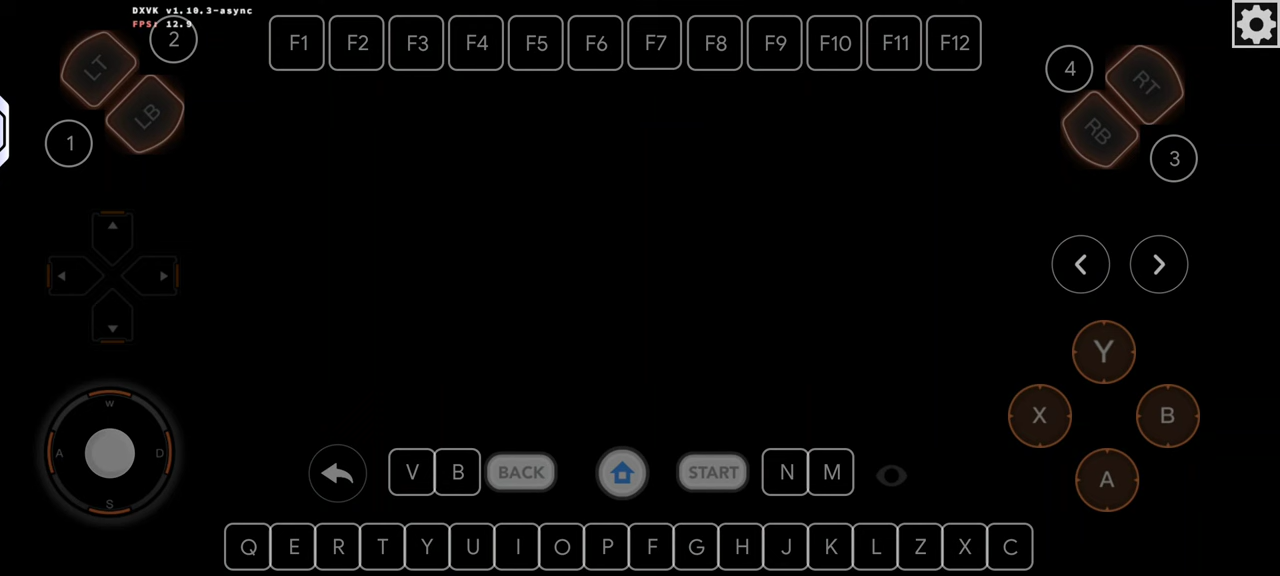 DXVK v1.10.3-async
FPS: 12.9
2
LT
LB
1
F1 F2 F3 F4 F5 F6 F7 F8 F9 F10 F11 F12
4
RT
RB
3
Y
X B
A
W
A D
S
V B BACK START N M
Q E R T Y U I O P F G H J K L Z X C